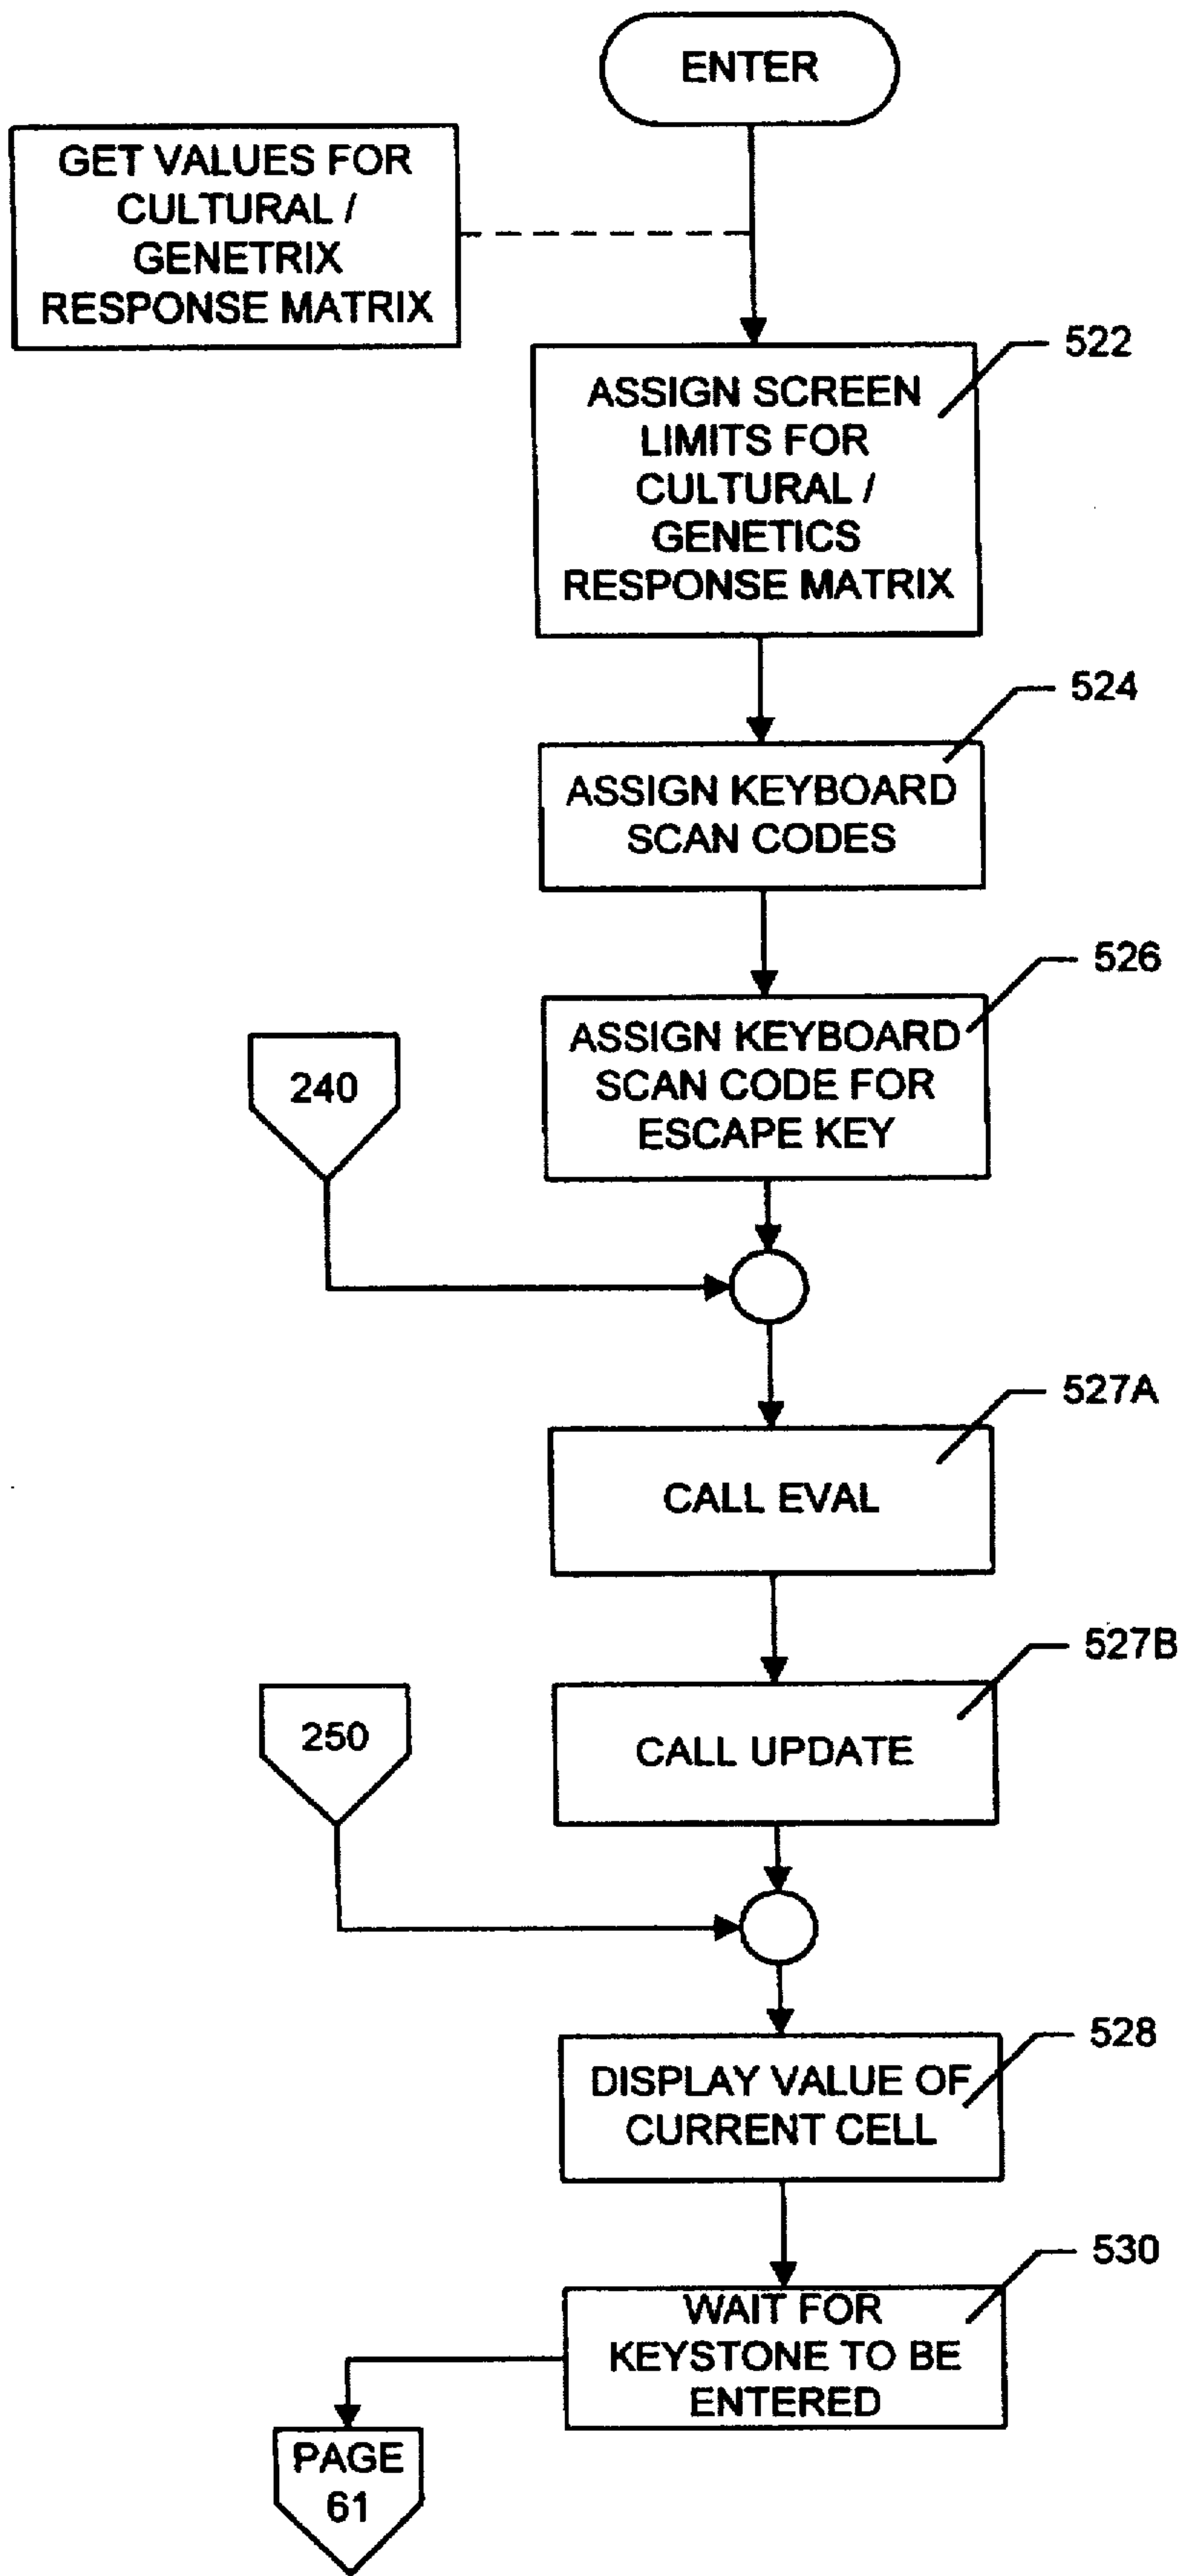 ENTER
GET VALUES FOR
CULTURAL /
GENETRIX
RESPONSE MATRIX
522
ASSIGN SCREEN
LIMITS FOR
CULTURAL /
GENETICS
RESPONSE MATRIX
524
ASSIGN KEYBOARD
SCAN CODES
526
ASSIGN KEYBOARD
SCAN CODE FOR
ESCAPE KEY
240
527A
CALL EVAL
527B
CALL UPDATE
250
528
DISPLAY VALUE OF
CURRENT CELL
530
WAIT FOR
KEYSTONE TO BE
ENTERED
PAGE
61